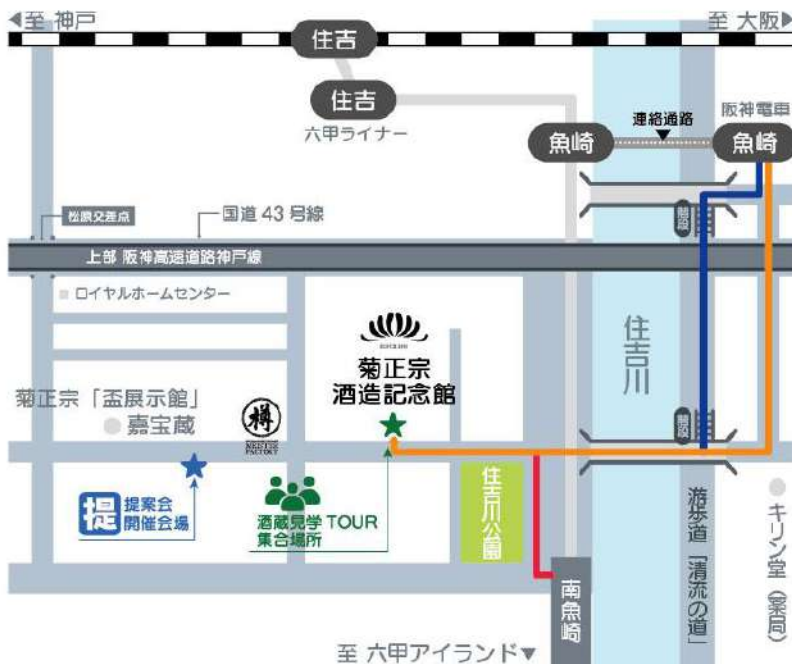 ◀至 神戸
至 大阪▶
住吉
住吉
六甲ライナー
魚崎
連絡通路
▼
阪神電車
魚崎
松原交差点
国道 43 号線
階段
上部 阪神高速道路神戸線
ロイヤルホームセンター
住吉川
菊正宗
酒造記念館
菊正宗「盃展示館」
嘉宝蔵
樽
階段
提
提案会
開催会場
酒蔵見学 TOUR
集合場所
住吉川公園
遊歩道「清流の道」
キリン堂（薬局）
南魚崎
至 六甲アイランド▼